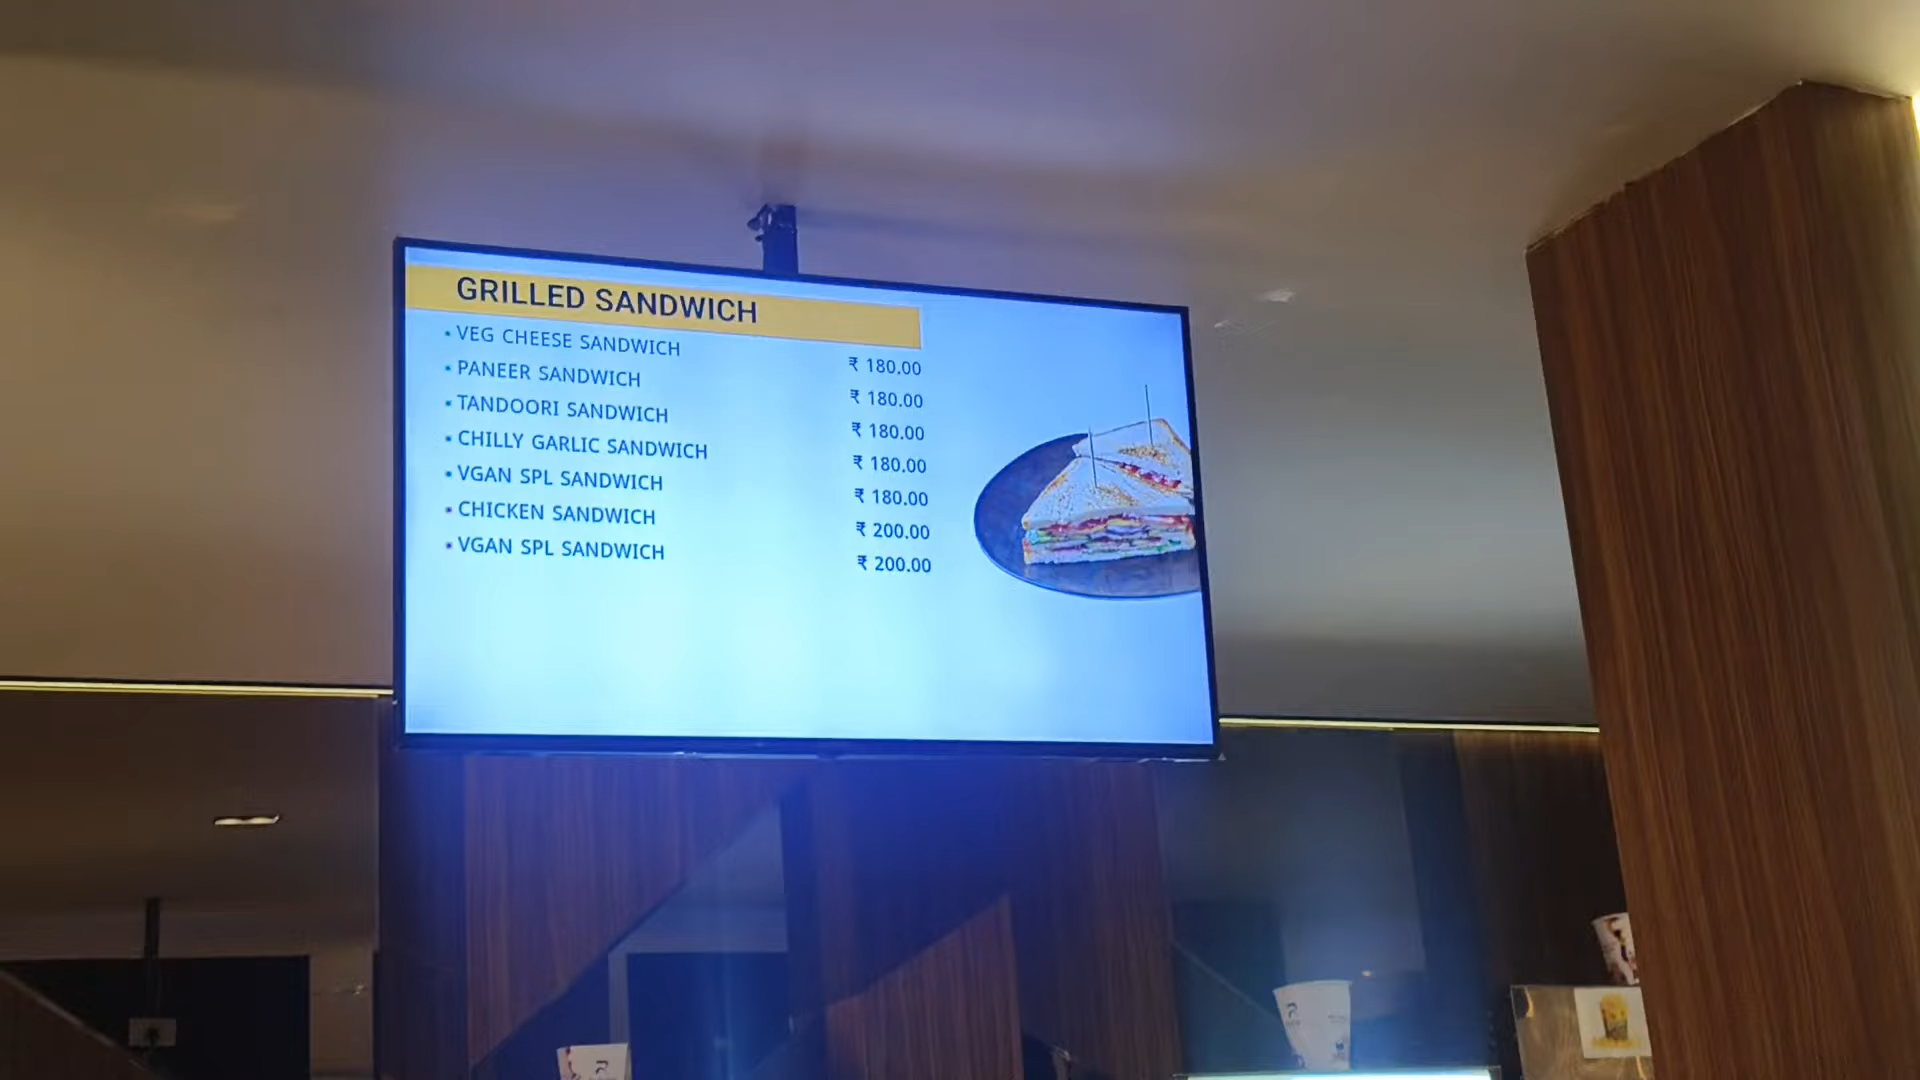 GRILLED SANDWICH
• VEG CHEESE SANDWICH ₹ 180.00
• PANEER SANDWICH ₹ 180.00
• TANDOORI SANDWICH ₹ 180.00
• CHILLY GARLIC SANDWICH ₹ 180.00
• VGAN SPL SANDWICH ₹ 180.00
• CHICKEN SANDWICH ₹ 200.00
• VGAN SPL SANDWICH ₹ 200.00